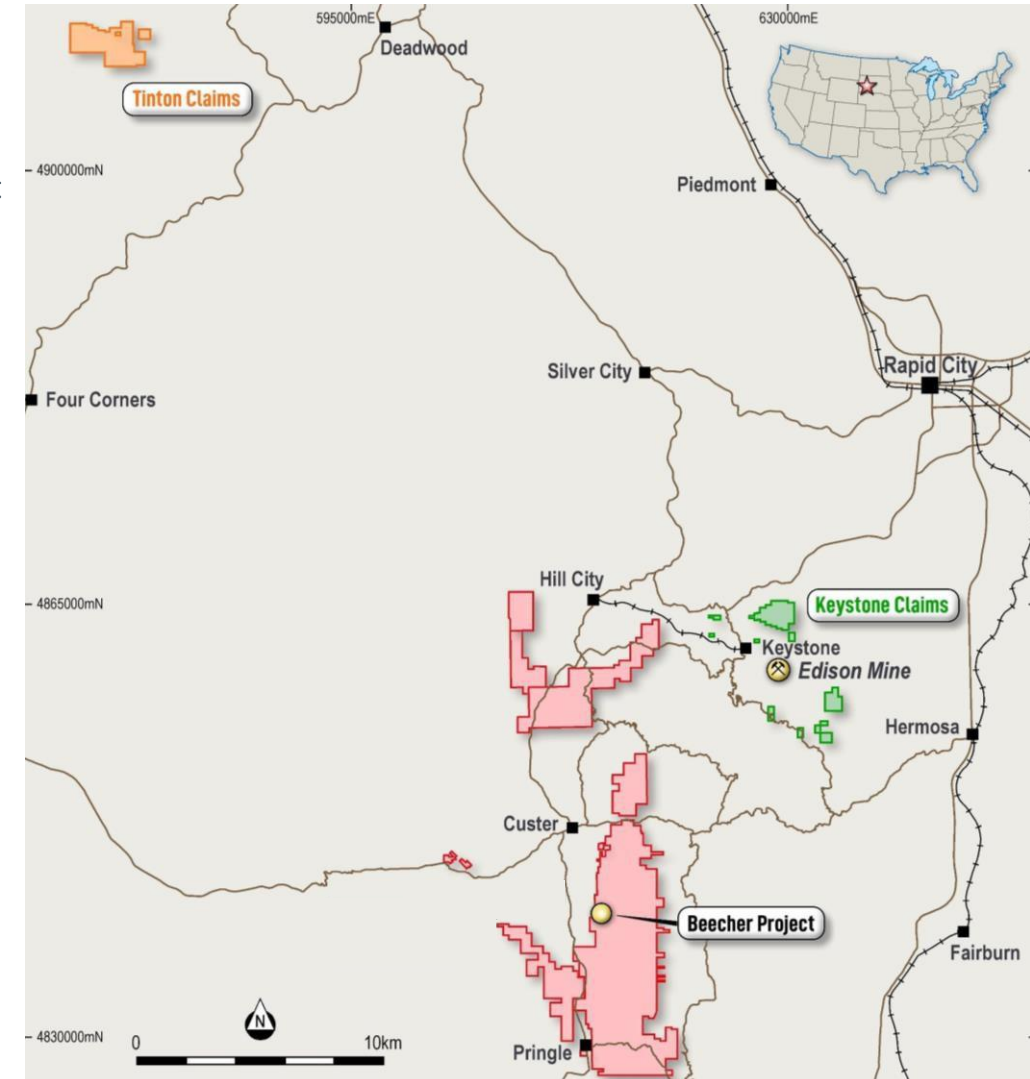 595000mE
630000mE
Deadwood
Tinton Claims
4900000mN
Piedmont
Silver City
Rapid City
Four Corners
Hill City
4865000mN
Keystone Claims
Keystone
Edison Mine
Hermosa
Custer
Beecher Project
Fairburn
N
4830000mN
0
10km
Pringle